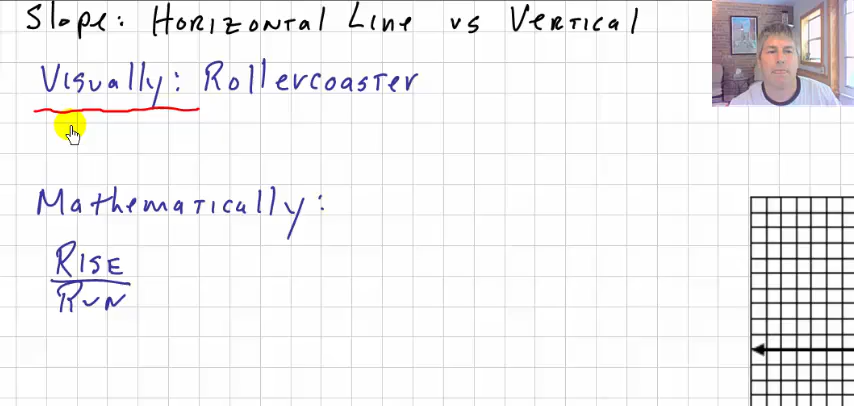 Slope: Horizontal Line vs Vertical
Visually: Rollercoaster
Mathematically:
Rise
Run